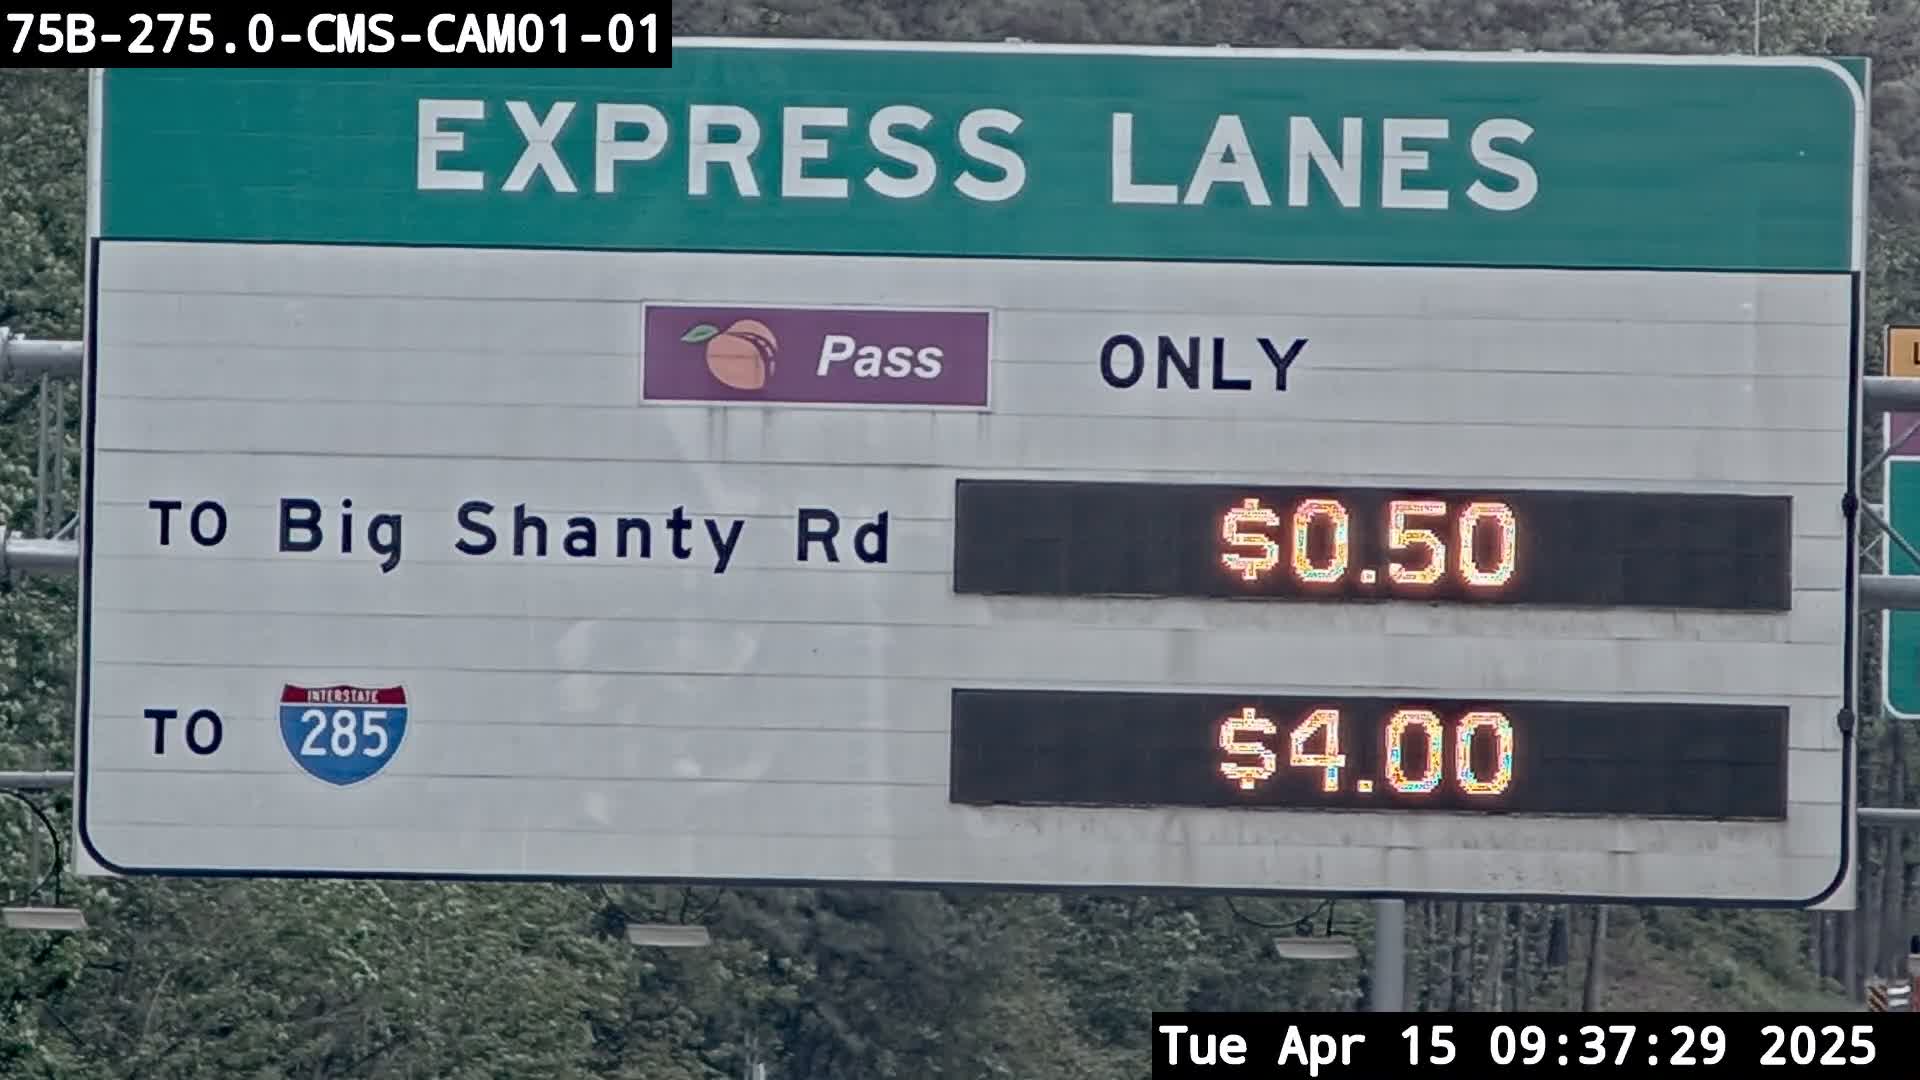 75B-275.0-CMS-CAM01-01
EXPRESS LANES
Pass ONLY
TO Big Shanty Rd $0.50
TO INTERSTATE 285 $4.00
Tue Apr 15 09:37:29 2025